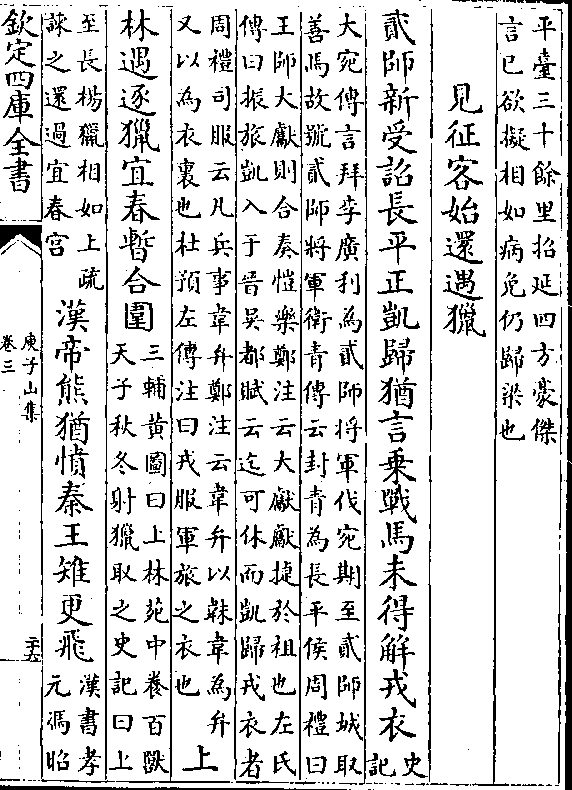 平臺三十餘里招延四方豪傑
言已欲擬相如病免仍歸梁也
見征客始還遇獵
貳師新受詔長平正凱歸猶言乗戰馬未得解戎衣
史
記
大宛傳言拜李廣利為貳師將軍伐宛期至貳師城取
善馬故號貳師將軍衛青傳云封青為長平侯周禮曰
王師大獻則合奏愷樂鄭注云大獻獻捷於祖也左氏
傳曰振旅凱入于晉吳都賦云迄可休而凱歸戎衣者
周禮司服云凡兵事韋弁鄭注云韋弁以韎韋為弁
又以為衣裏也杜預左傳注曰戎服軍旅之衣也
上
林遇逐獵宜春暫合圍
三輔黄圖曰上林苑中養百獸
天子秋冬射獵取之史記曰上
至長楊獵相如上疏
諫之還過宜春宮
漢帝熊猶憤秦王雉更飛
漢書孝
元馮昭
欽定四庫全書
庾子山集
卷三
二十六